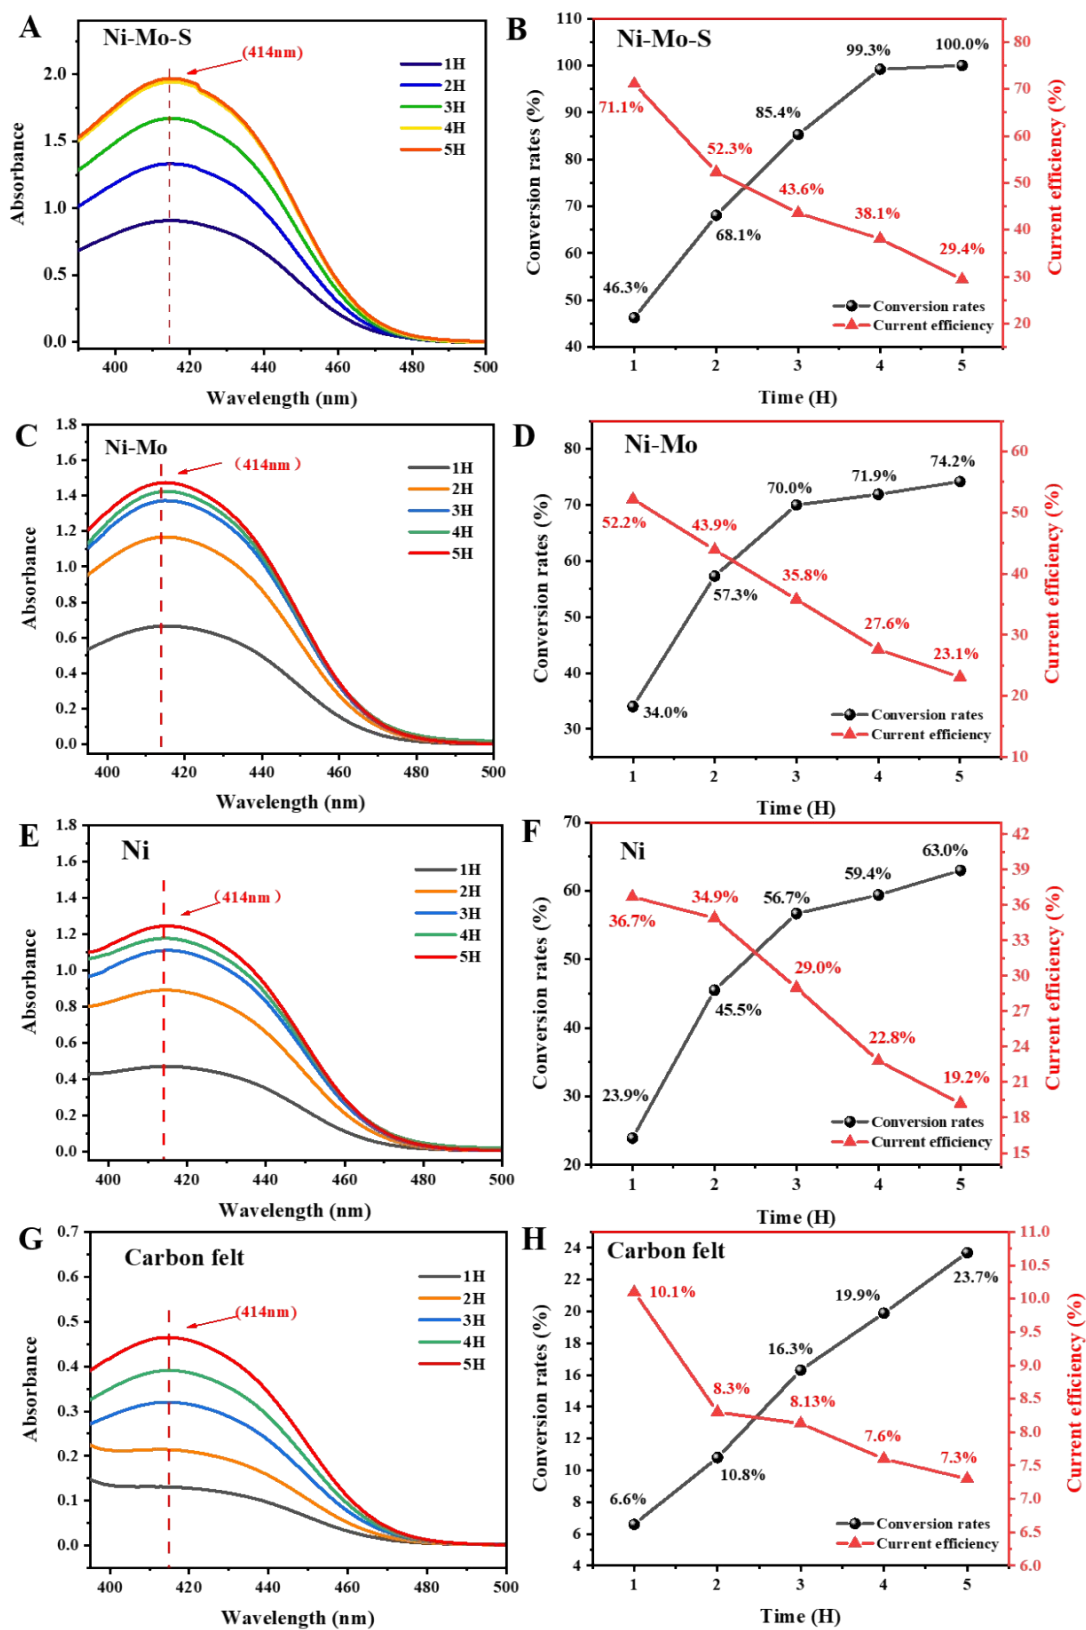 A
Ni-Mo-S
(414nm)
1H
2H
3H
4H
5H
2.0
1.5
1.0
0.5
0.0
400
420
440
460
480
500
Absorbance
Wavelength (nm)
B
Ni-Mo-S
110
100
90
80
70
60
50
40
80
70
60
50
40
30
20
1
2
3
4
5
46.3%
68.1%
85.4%
99.3%
100.0%
71.1%
52.3%
43.6%
38.1%
29.4%
Conversion rates
Current efficiency
Conversion rates (%)
Current efficiency (%)
Time (H)
C
Ni-Mo
(414nm)
1H
2H
3H
4H
5H
1.8
1.6
1.4
1.2
1.0
0.8
0.6
0.4
0.2
0.0
400
420
440
460
480
500
Absorbance
Wavelength (nm)
D
Ni-Mo
80
70
60
50
40
30
60
50
40
30
20
10
1
2
3
4
5
34.0%
57.3%
70.0%
71.9%
74.2%
52.2%
43.9%
35.8%
27.6%
23.1%
Conversion rates
Current efficiency
Conversion rates (%)
Current efficiency (%)
Time (H)
E
Ni
(414nm)
1H
2H
3H
4H
5H
1.8
1.6
1.4
1.2
1.0
0.8
0.6
0.4
0.2
0.0
400
420
440
460
480
500
Absorbance
Wavelength (nm)
F
Ni
70
60
50
40
30
20
42
39
36
33
30
27
24
21
18
15
1
2
3
4
5
23.9%
45.5%
56.7%
59.4%
63.0%
36.7%
34.9%
29.0%
22.8%
19.2%
Conversion rates
Current efficiency
Conversion rates (%)
Current efficiency (%)
Time (H)
G
Carbon felt
(414nm)
1H
2H
3H
4H
5H
0.7
0.6
0.5
0.4
0.3
0.2
0.1
0.0
400
420
440
460
480
500
Absorbance
Wavelength (nm)
H
Carbon felt
24
22
20
18
16
14
12
10
8
6
4
11.0
10.5
10.0
9.5
9.0
8.5
8.0
7.5
7.0
6.5
6.0
1
2
3
4
5
6.6%
10.8%
16.3%
19.9%
23.7%
10.1%
8.3%
8.13%
7.6%
7.3%
Conversion rates
Current efficiency
Conversion rates (%)
Current efficiency (%)
Time (H)